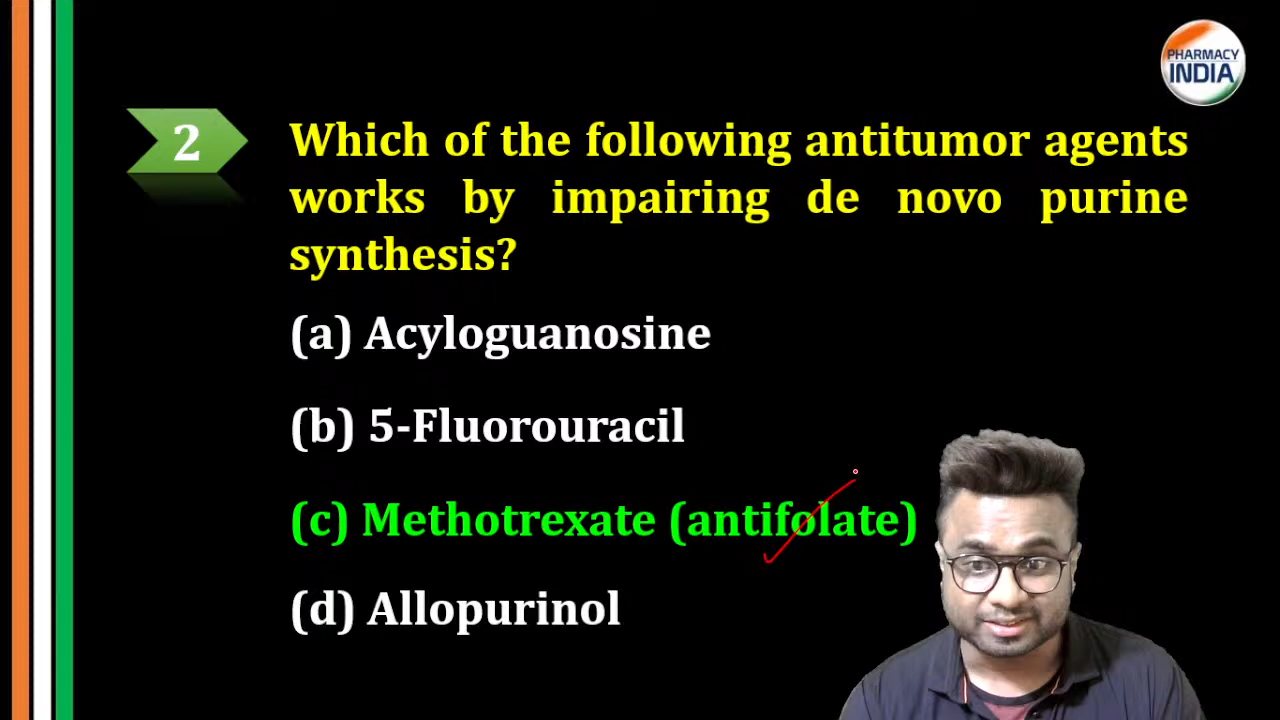 PHARMACY
INDIA
2
Which of the following antitumor agents
works by impairing de novo purine
synthesis?
(a) Acyloguanosine
(b) 5-Fluorouracil
(c) Methotrexate (antifolate)
(d) Allopurinol